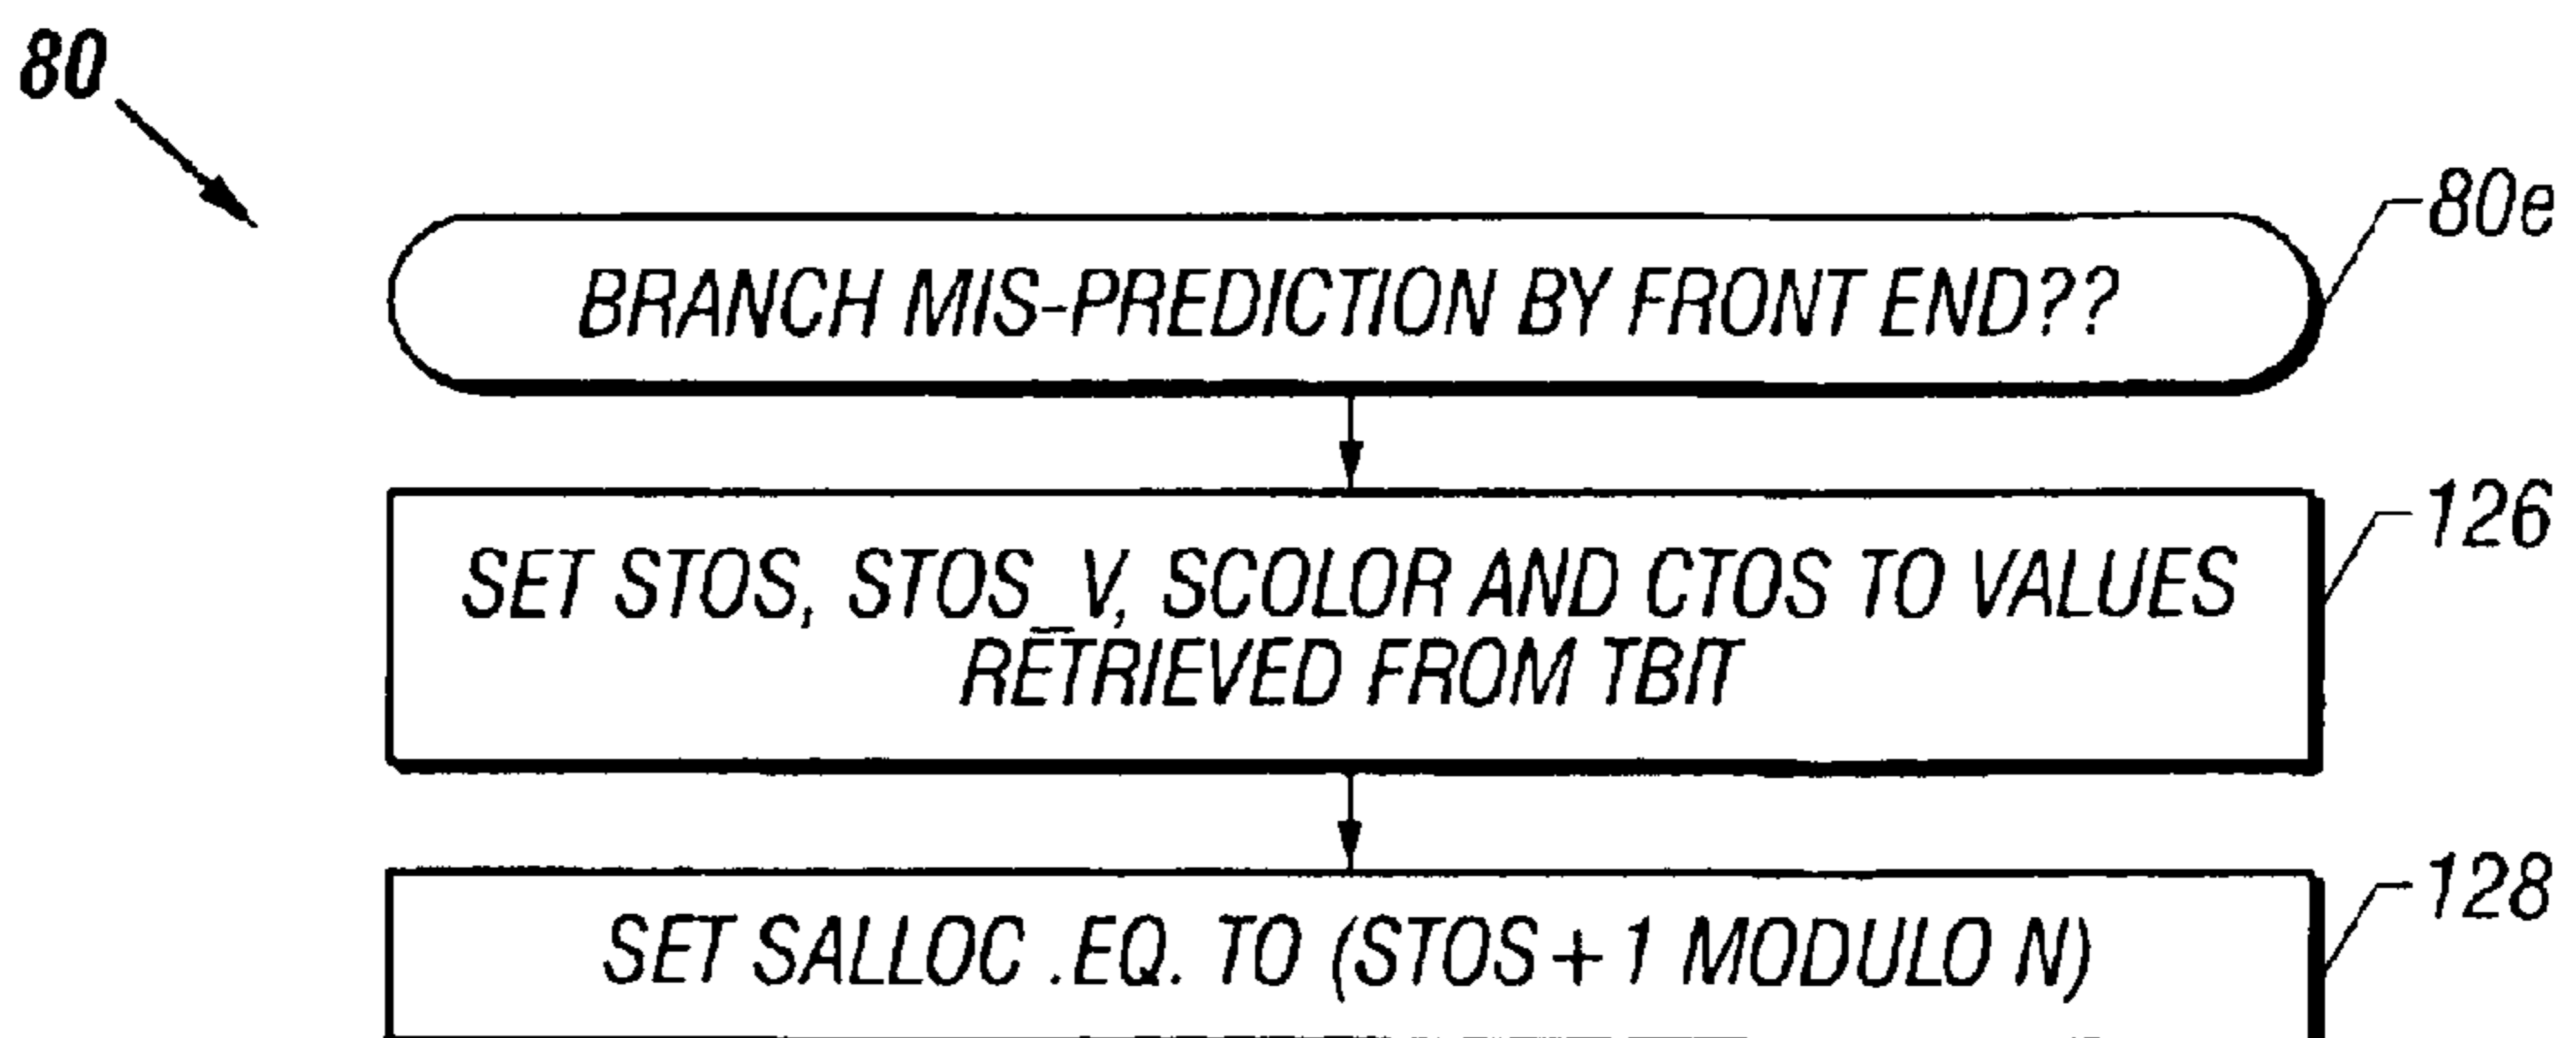 80
80e
BRANCH MIS-PREDICTION BY FRONT END??
126
SET STOS, STOS_V, SCOLOR AND CTOS TO VALUES
RETRIEVED FROM TBIT
128
SET SALLOC .EQ. TO (STOS + 1 MODULO N)